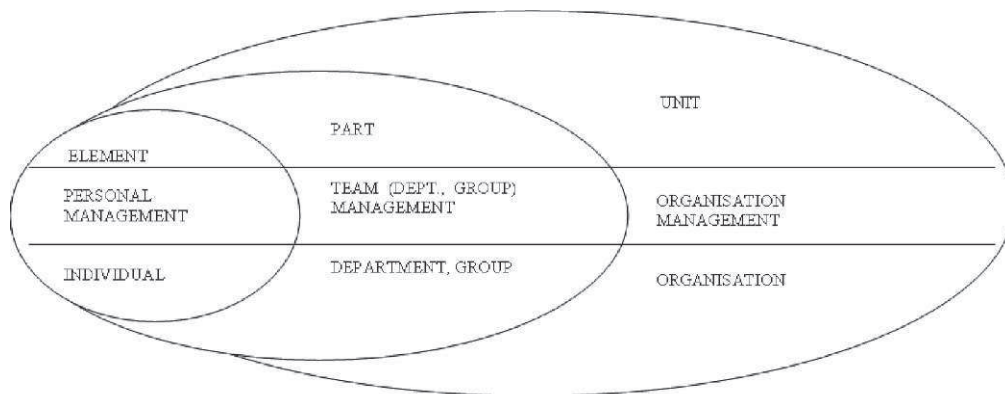 UNIT
PART
ELEMENT
PERSONAL
MANAGEMENT
TEAM (DEPT., GROUP)
MANAGEMENT
ORGANISATION
MANAGEMENT
INDIVIDUAL
DEPARTMENT, GROUP
ORGANISATION